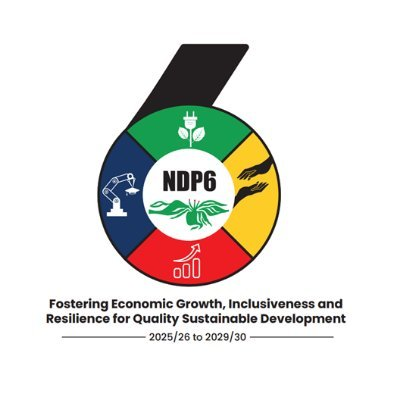 NDP6
Fostering Economic Growth, Inclusiveness and
Resilience for Quality Sustainable Development
2025/26 to 2029/30